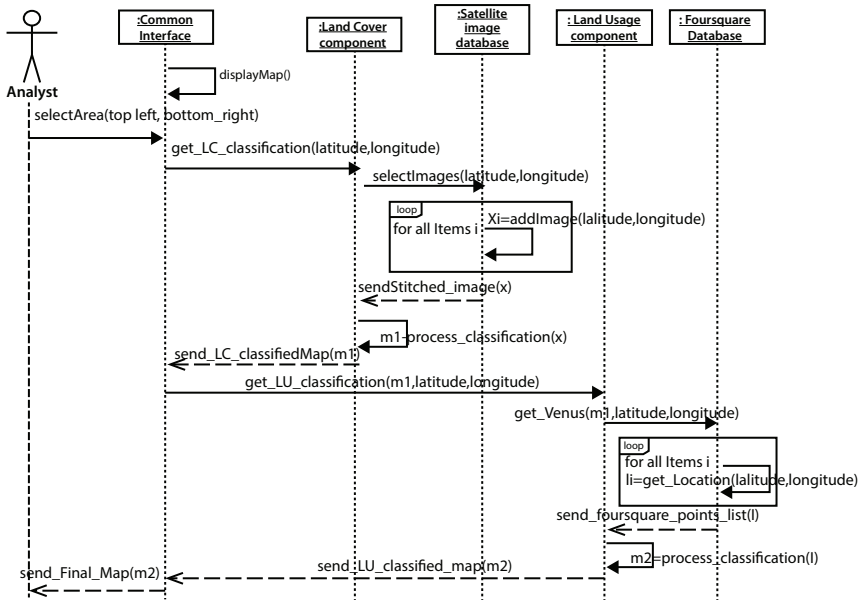 :Common
Interface
:Land Cover
component
:Satellite
image
database
: Land Usage
component
: Foursquare
Database
Analyst
displayMap()
selectArea(top left, bottom_right)
get_LC_classification(latitude,longitude)
selectImages(latitude,longitude)
loop
for all Items i
Xi=addImage(lalitude,longitude)
sendStitched_image(x)
m1-process_classification(x)
send_LC_classifiedMap(m1)
get_LU_classification(m1,latitude,longitude)
get_Venus(m1,latitude,longitude)
loop
for all Items i
li=get_Location(lalitude,longitude)
send_foursquare_points_list(l)
m2=process_classification(l)
send_LU_classified_map(m2)
send_Final_Map(m2)